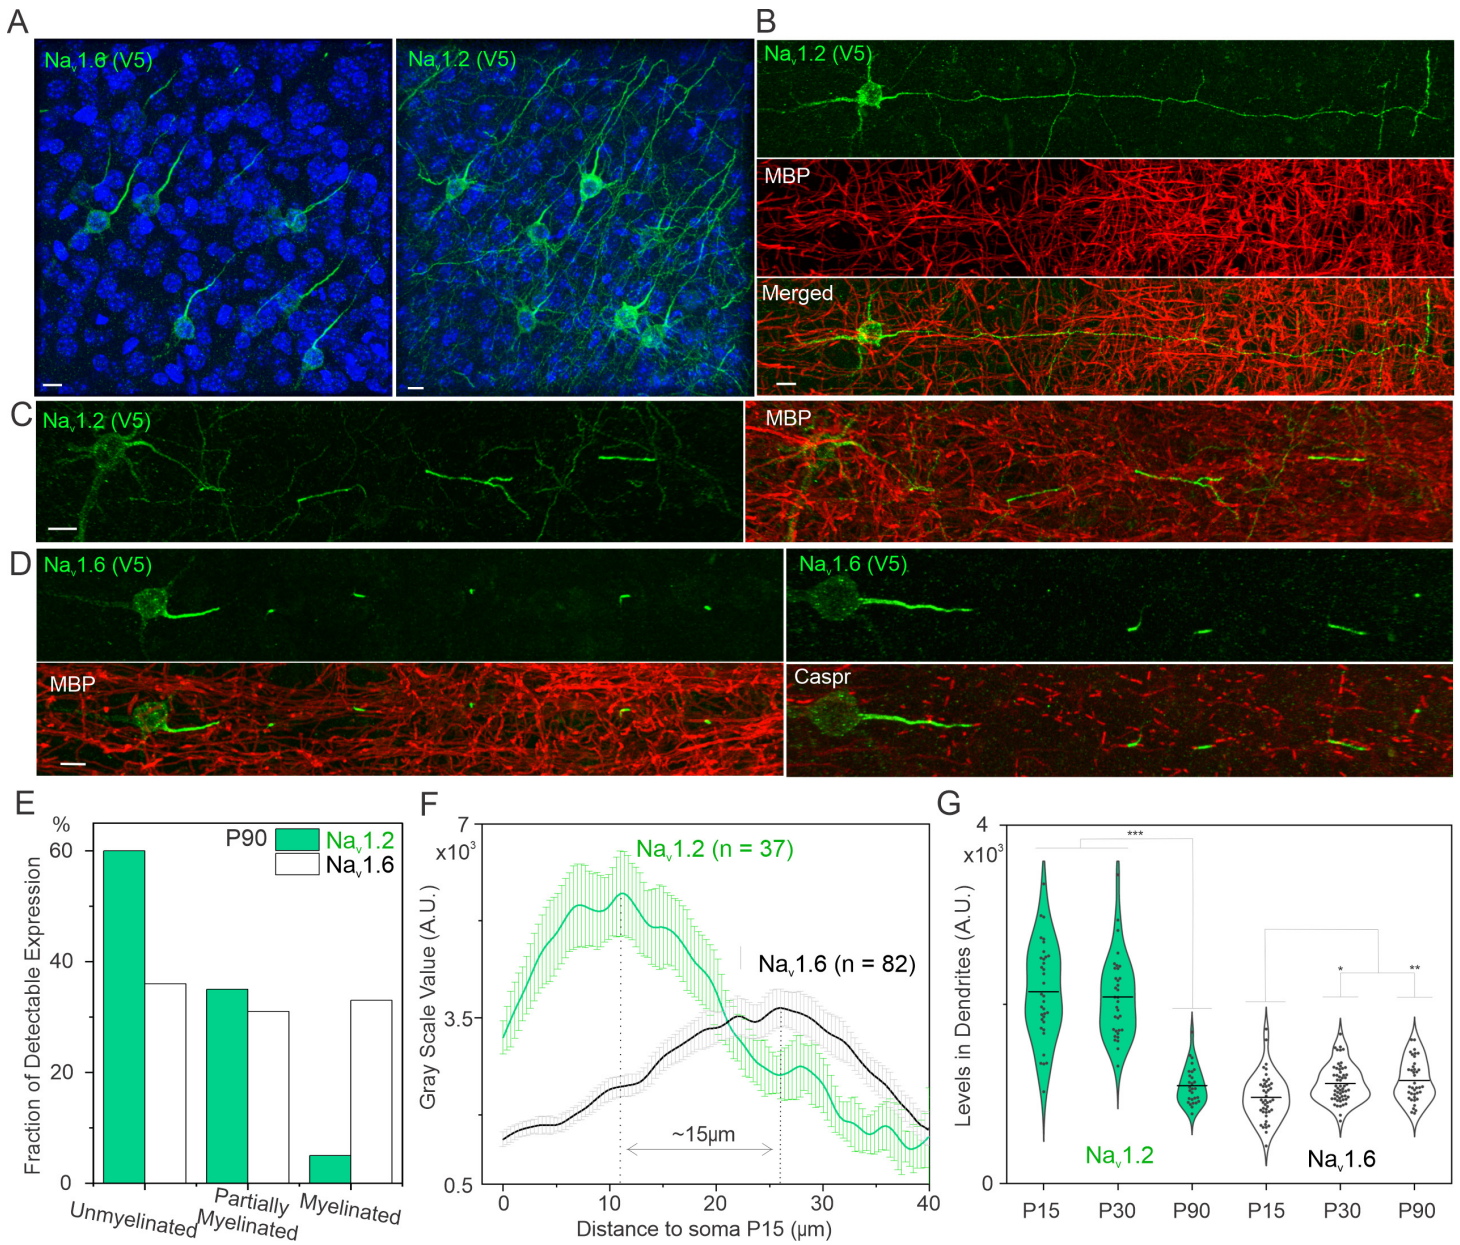 A
Naᵥ1.6 (V5)
Naᵥ1.2 (V5)
B
Naᵥ1.2 (V5)
MBP
Merged
C
Naᵥ1.2 (V5)
MBP
D
Naᵥ1.6 (V5)
MBP
Naᵥ1.6 (V5)
Caspr
E
%
P90
Naᵥ1.2
Naᵥ1.6
60
40
20
0
Fraction of Detectable Expression
Unmyelinated
Partially
Myelinated
Myelinated
F
7
x10³
3.5
0.5
Gray Scale Value (A.U.)
Naᵥ1.2 (n = 37)
Naᵥ1.6 (n = 82)
~15µm
0 10 20 30 40
Distance to soma P15 (µm)
G
4
x10³
0
Levels in Dendrites (A.U.)
***
*
**
Naᵥ1.2
Naᵥ1.6
P15 P30 P90 P15 P30 P90